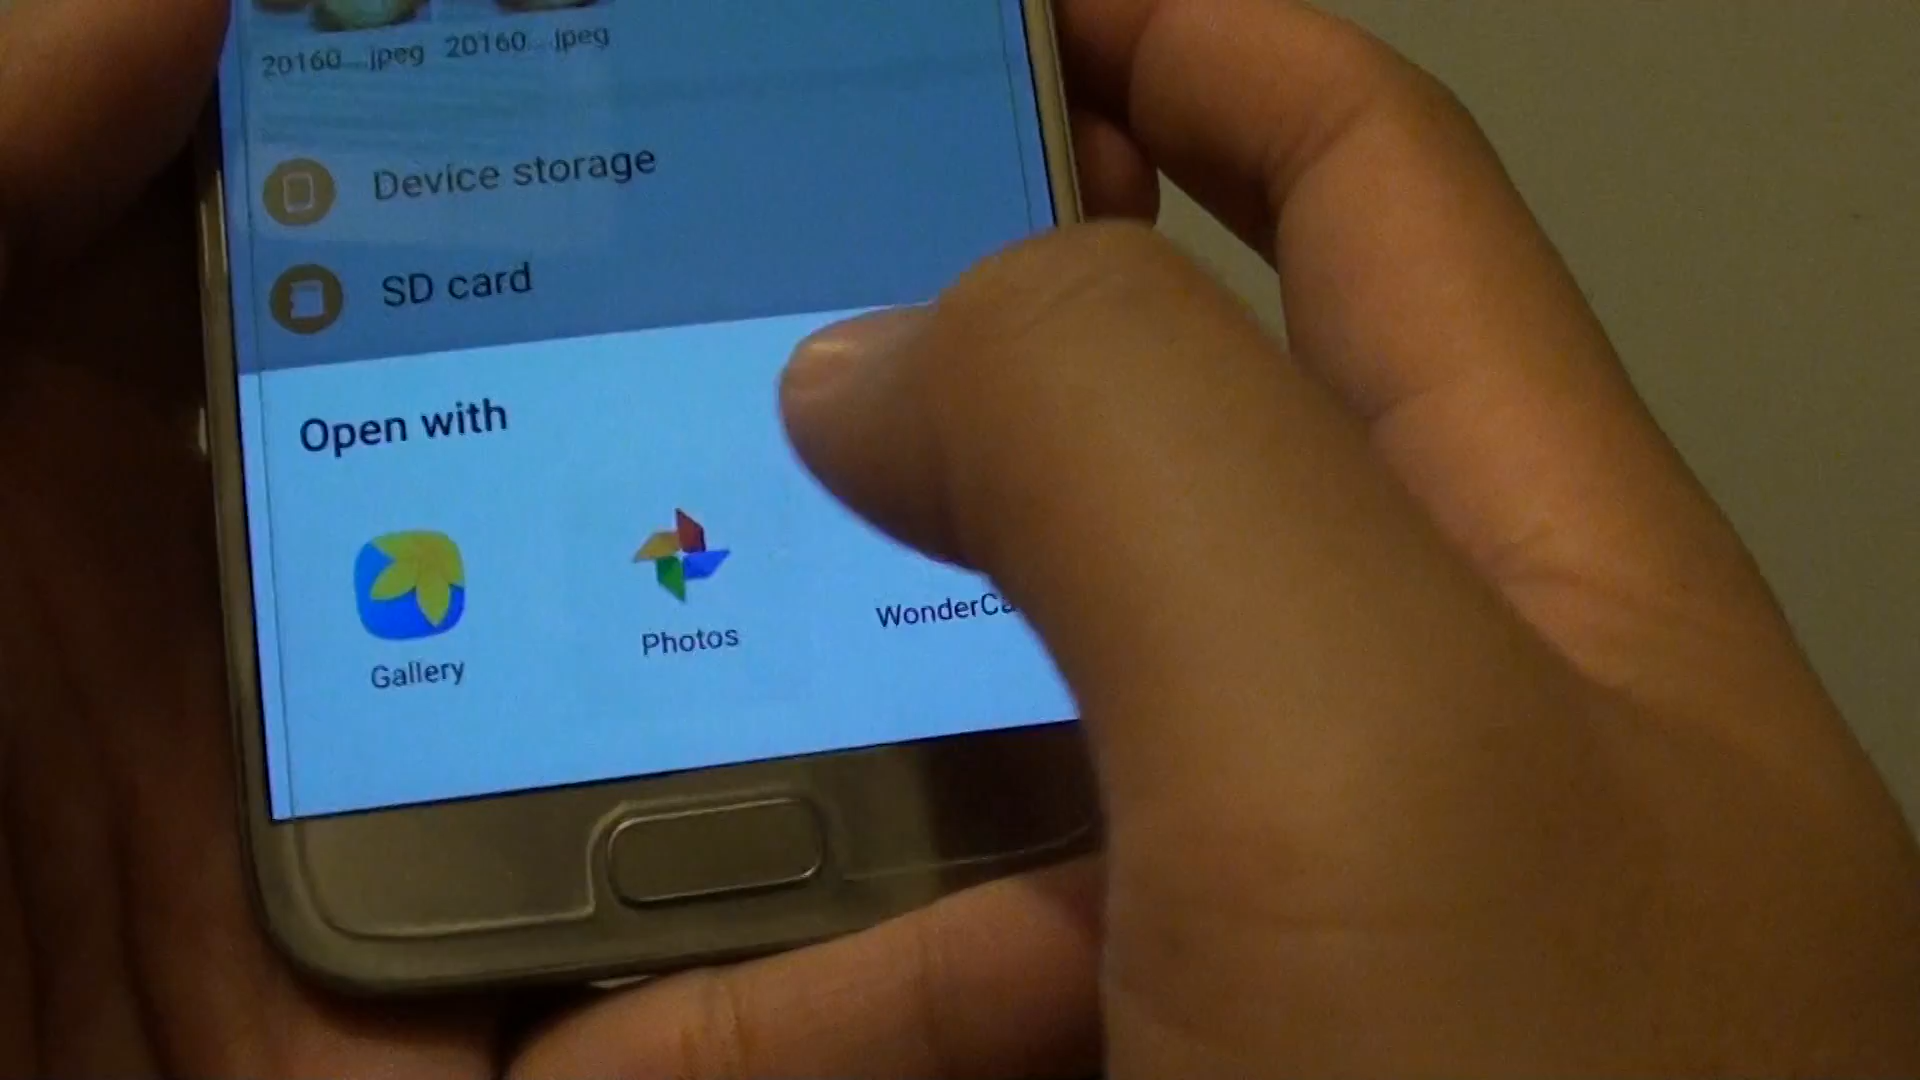 20160...jpeg 20160...jpeg
Device storage
SD card
Open with
Gallery
Photos
WonderCa